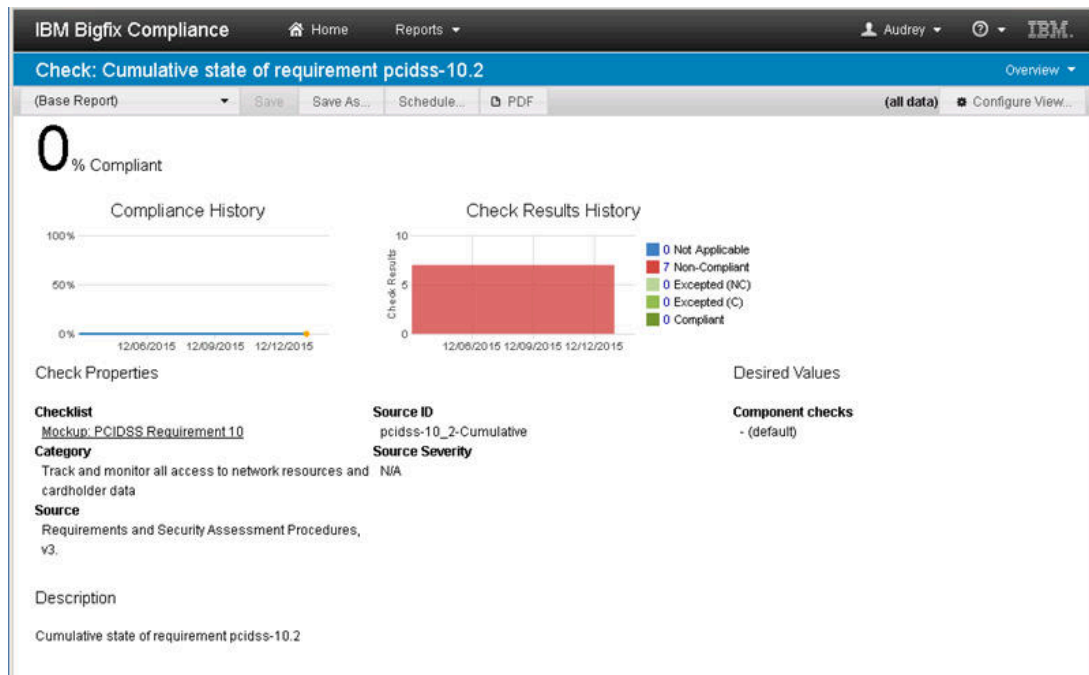 IBM Bigfix Compliance Home Reports Audrey IBM.
Check: Cumulative state of requirement pcidss-10.2 Overview
(Base Report) Save Save As... Schedule... PDF (all data) Configure View...
0% Compliant
Compliance History
100%
50%
0%
12/06/2015 12/09/2015 12/12/2015
Check Results History
Check Results
10
5
0
12/06/2015 12/09/2015 12/12/2015
0 Not Applicable
7 Non-Compliant
0 Excepted (NC)
0 Excepted (C)
0 Compliant
Check Properties
Checklist
Mockup: PCIDSS Requirement 10
Category
Track and monitor all access to network resources and
cardholder data
Source
Requirements and Security Assessment Procedures,
v3.
Source ID
pcidss-10_2-Cumulative
Source Severity
N/A
Desired Values
Component checks
- (default)
Description
Cumulative state of requirement pcidss-10.2